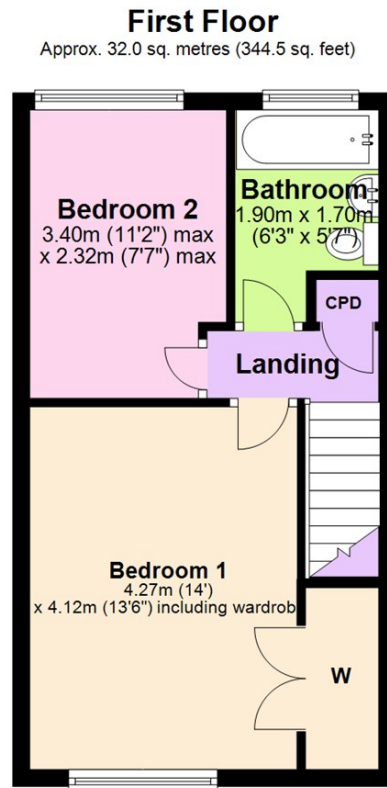 First Floor
Approx. 32.0 sq. metres (344.5 sq. feet)
Bedroom 2
3.40m (11'2") max
x 2.32m (7'7") max
Bathroom
1.90m x 1.70m
(6'3" x 5'7")
CPD
Landing
Bedroom 1
4.27m (14')
x 4.12m (13'6") including wardrob
W